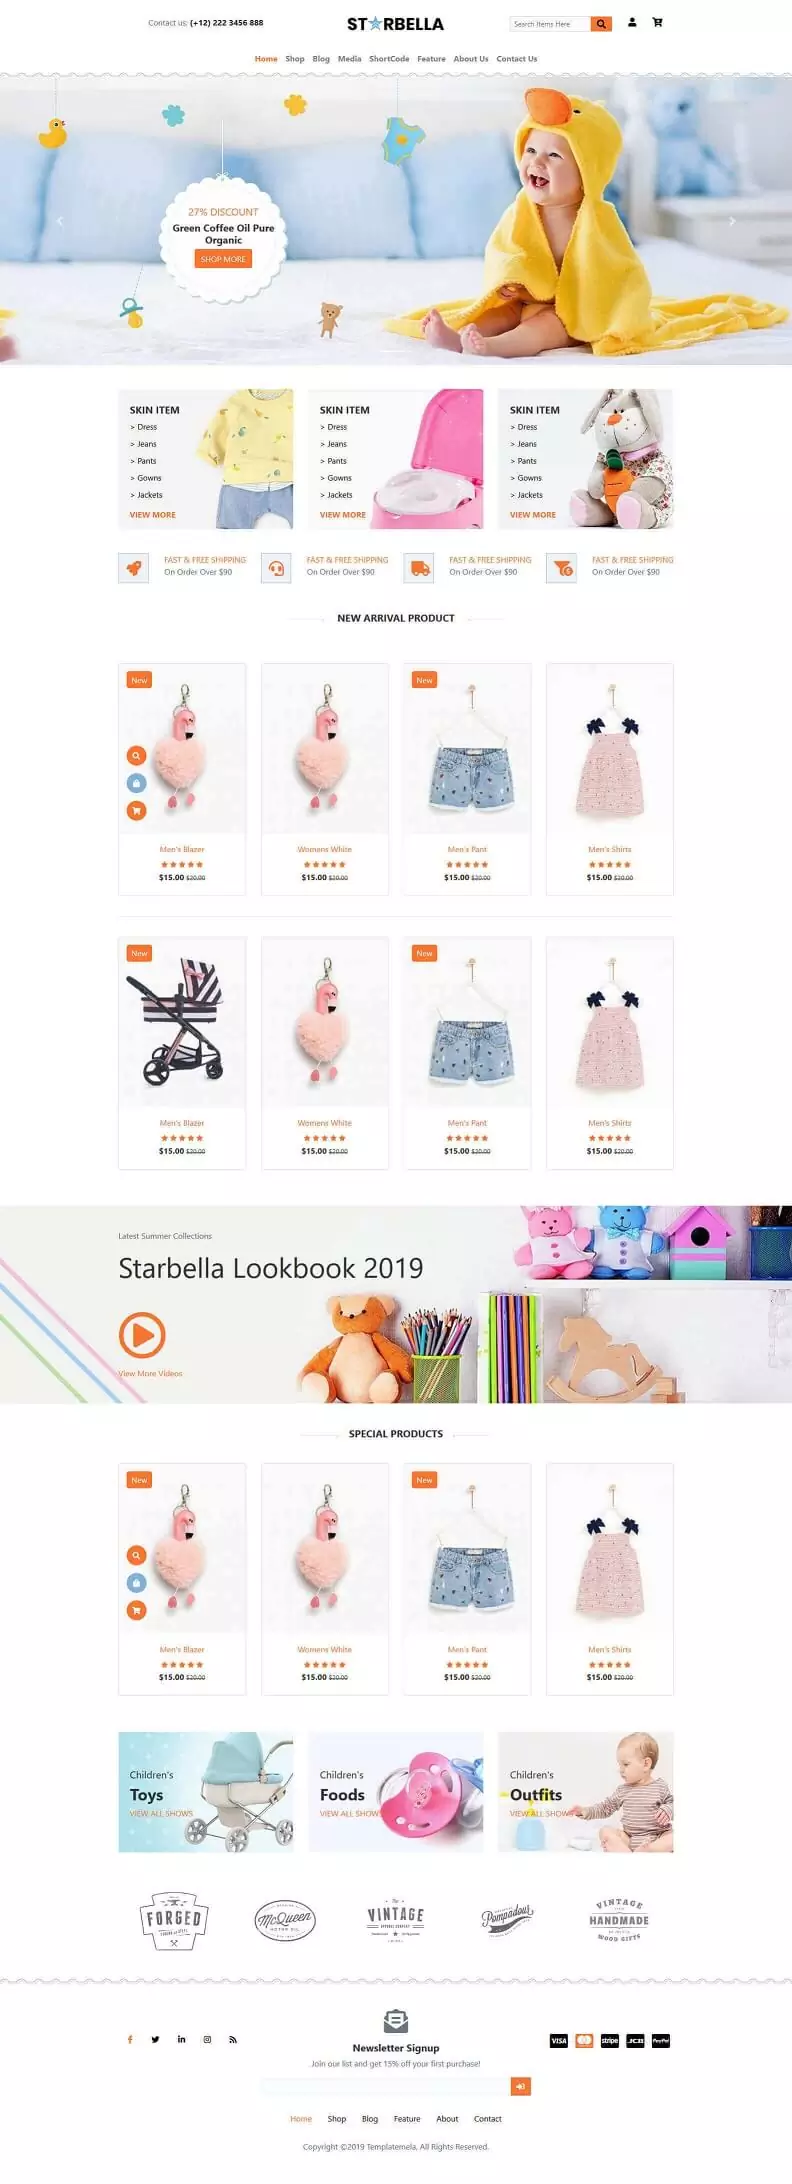 Contact us: (+12) 222 3456 888
ST RBELLA
Search Items Here
Home Shop Blog Media ShortCode Feature About Us Contact Us
27% DISCOUNT
Green Coffee Oil Pure
Organic
SHOP MORE
SKIN ITEM
> Dress
> Jeans
> Pants
> Gowns
> Jackets
VIEW MORE
SKIN ITEM
> Dress
> Jeans
> Pants
> Gowns
> Jackets
VIEW MORE
SKIN ITEM
> Dress
> Jeans
> Pants
> Gowns
> Jackets
VIEW MORE
FAST & FREE SHIPPING
On Order Over $90
FAST & FREE SHIPPING
On Order Over $90
FAST & FREE SHIPPING
On Order Over $90
FAST & FREE SHIPPING
On Order Over $90
NEW ARRIVAL PRODUCT
New
Men's Blazer
$15.00 $20.00
Womens White
$15.00 $20.00
New
Men's Pant
$15.00 $20.00
Men's Shirts
$15.00 $20.00
New
Men's Blazer
$15.00 $20.00
Womens White
$15.00 $20.00
New
Men's Pant
$15.00 $20.00
Men's Shirts
$15.00 $20.00
Latest Summer Collections
Starbella Lookbook 2019
View More Videos
SPECIAL PRODUCTS
New
Men's Blazer
$15.00 $20.00
Womens White
$15.00 $20.00
New
Men's Pant
$15.00 $20.00
Men's Shirts
$15.00 $20.00
Children's
Toys
VIEW ALL SHOWS
Children's
Foods
VIEW ALL SHOWS
Children's
Outfits
VIEW ALL SHOWS
FORGED
McQueen
MOTOR OIL
The
VINTAGE
Pompadour
VINTAGE
HANDMADE
WOOD GIFTS
Newsletter Signup
Join our list and get 15% off your first purchase!
VISA
stripe
JCB
PayPal
Home Shop Blog Feature About Contact
Copyright ©2019 Templatemela, All Rights Reserved.